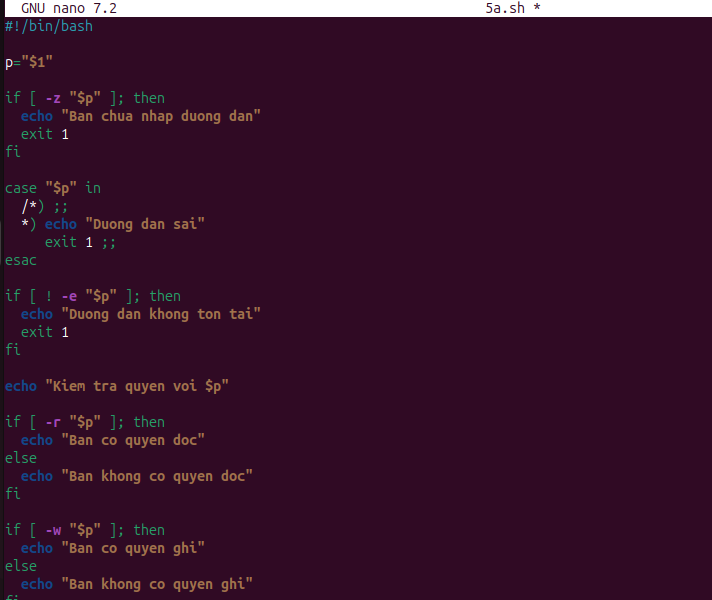 GNU nano 7.2 5a.sh *
#!/bin/bash
p="$1"
if [ -z "$p" ]; then
  echo "Ban chua nhap duong dan"
  exit 1
fi
case "$p" in
  /*) ;;
  *) echo "Duong dan sai"
     exit 1 ;;
esac
if [ ! -e "$p" ]; then
  echo "Duong dan khong ton tai"
  exit 1
fi
echo "Kiem tra quyen voi $p"
if [ -r "$p" ]; then
  echo "Ban co quyen doc"
else
  echo "Ban khong co quyen doc"
fi
if [ -w "$p" ]; then
  echo "Ban co quyen ghi"
else
  echo "Ban khong co quyen ghi"
fi